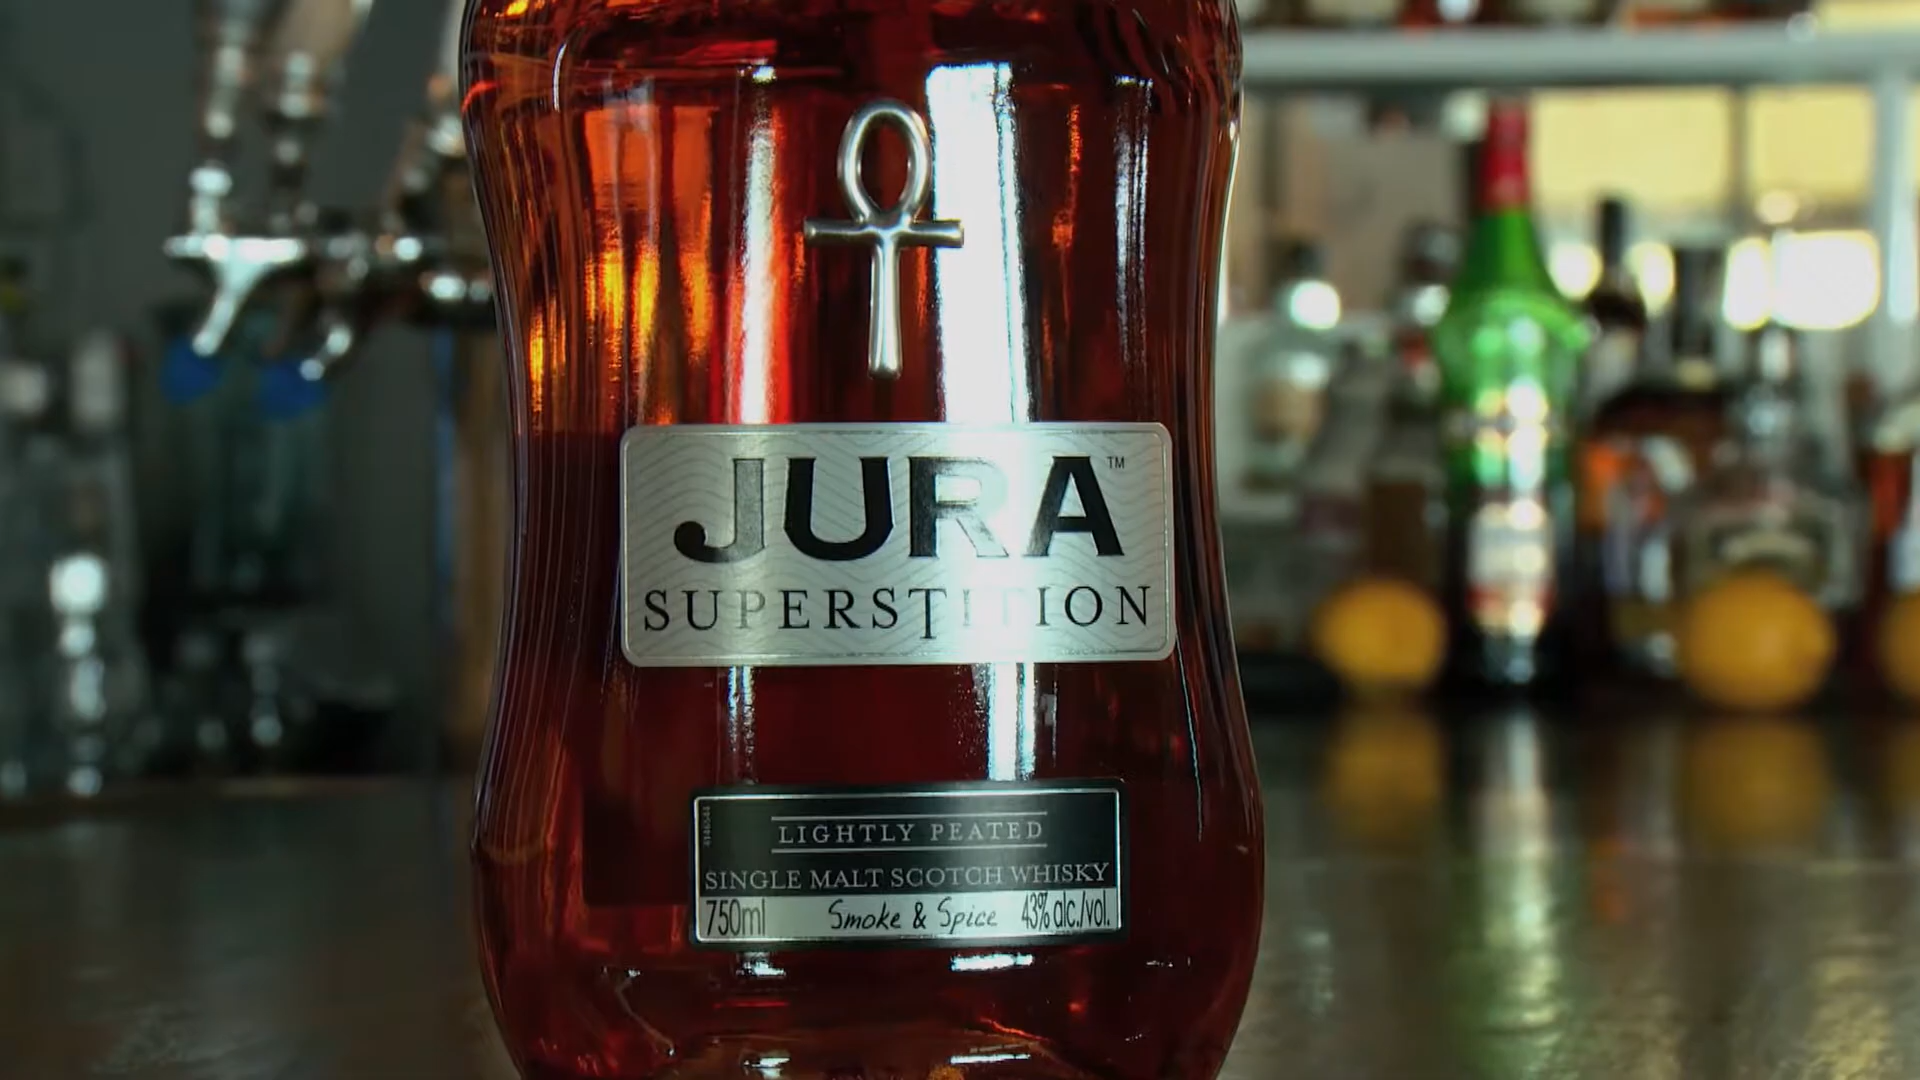 JURA™
SUPERSTITION
LIGHTLY PEATED
SINGLE MALT SCOTCH WHISKY
750ml Smoke & Spice 43% alc./vol.